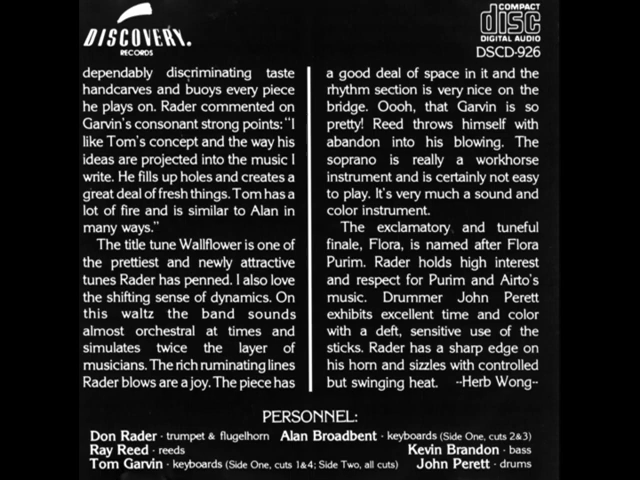 DISCOVERY.
RECORDS
COMPACT
disc
DIGITAL AUDIO
DSCD-926
dependably discriminating taste
handcarves and buoys every piece
he plays on. Rader commented on
Garvin's consonant strong points: "I
like Tom's concept and the way his
ideas are projected into the music I
write. He fills up holes and creates a
great deal of fresh things. Tom has a
lot of fire and is similar to Alan in
many ways."
The title tune Wallflower is one of
the prettiest and newly attractive
tunes Rader has penned. I also love
the shifting sense of dynamics. On
this waltz the band sounds
almost orchestral at times and
simulates twice the layer of
musicians. The rich ruminating lines
Rader blows are a joy. The piece has
a good deal of space in it and the
rhythm section is very nice on the
bridge. Oooh, that Garvin is so
pretty! Reed throws himself with
abandon into his blowing. The
soprano is really a workhorse
instrument and is certainly not easy
to play. It's very much a sound and
color instrument.
The exclamatory and tuneful
finale, Flora, is named after Flora
Purim. Rader holds high interest
and respect for Purim and Airto's
music. Drummer John Perett
exhibits excellent time and color
with a deft, sensitive use of the
sticks. Rader has a sharp edge on
his horn and sizzles with controlled
but swinging heat. --Herb Wong--
PERSONNEL:
Don Rader · trumpet & flugelhorn Alan Broadbent · keyboards (Side One, cuts 2&3)
Ray Reed · reeds Kevin Brandon · bass
Tom Garvin · keyboards (Side One, cuts 1&4; Side Two, all cuts) John Perett · drums